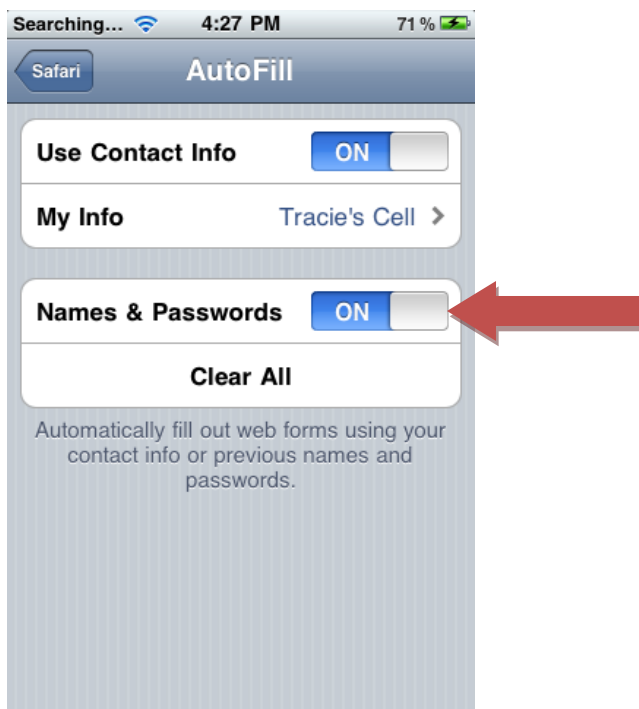 Searching... 4:27 PM 71 %
Safari AutoFill
Use Contact Info ON
My Info Tracie's Cell
Names & Passwords ON
Clear All
Automatically fill out web forms using your
contact info or previous names and
passwords.